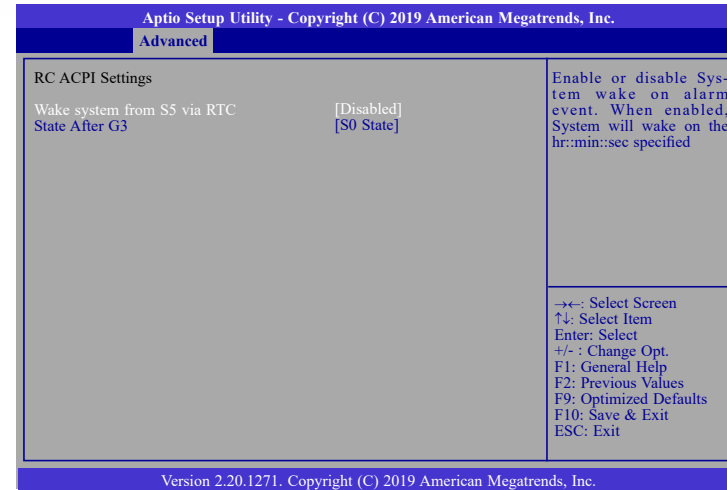 Aptio Setup Utility - Copyright (C) 2019 American Megatrends, Inc.
Advanced
RC ACPI Settings
Wake system from S5 via RTC [Disabled]
State After G3 [S0 State]
Enable or disable Sys-
tem wake on alarm
event. When enabled,
System will wake on the
hr::min::sec specified
→←: Select Screen
↑↓: Select Item
Enter: Select
+/- : Change Opt.
F1: General Help
F2: Previous Values
F9: Optimized Defaults
F10: Save & Exit
ESC: Exit
Version 2.20.1271. Copyright (C) 2019 American Megatrends, Inc.